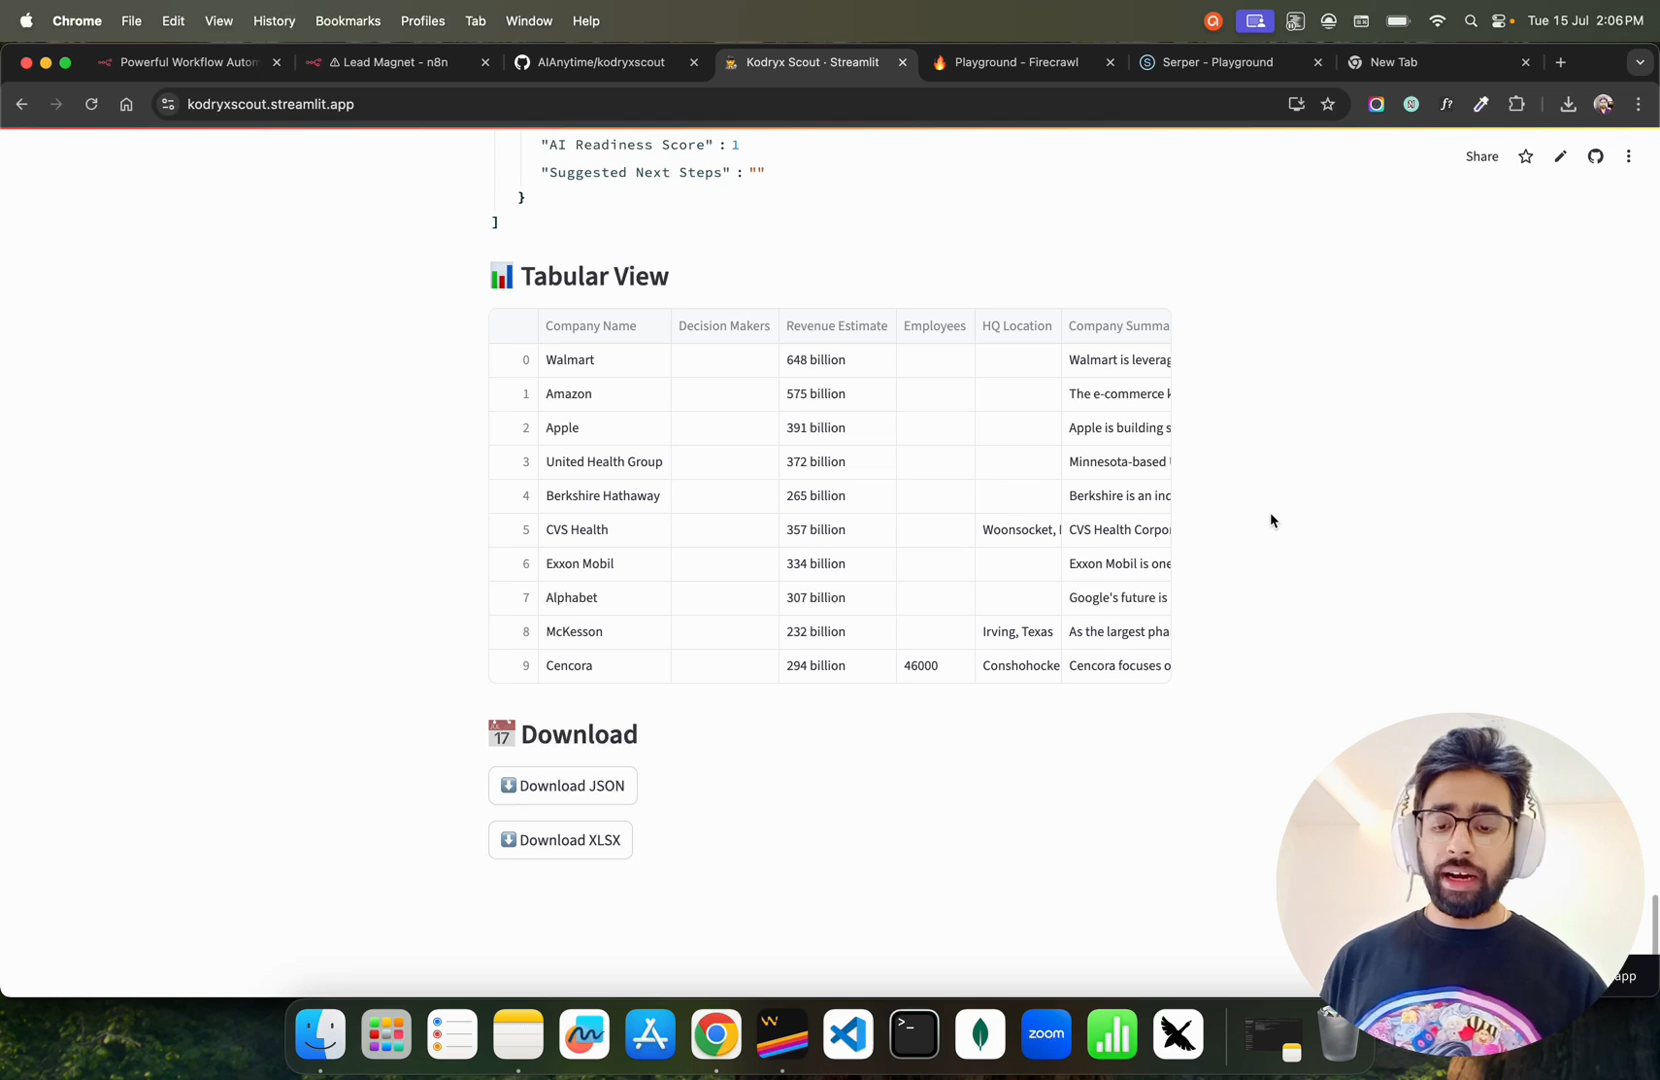 Chrome File Edit View History Bookmarks Profiles Tab Window Help Tue 15 Jul 2:06 PM
Powerful Workflow Autom Lead Magnet - n8n AIAnytime/kodryxscout Kodryx Scout · Streamlit Playground - Firecrawl Serper - Playground New Tab
kodryxscout.streamlit.app
Share
"AI Readiness Score" : 1
"Suggested Next Steps" : ""
}
]
Tabular View
Company Name Decision Makers Revenue Estimate Employees HQ Location Company Summa
0 Walmart 648 billion Walmart is leverag
1 Amazon 575 billion The e-commerce k
2 Apple 391 billion Apple is building s
3 United Health Group 372 billion Minnesota-based
4 Berkshire Hathaway 265 billion Berkshire is an inc
5 CVS Health 357 billion Woonsocket, CVS Health Corpor
6 Exxon Mobil 334 billion Exxon Mobil is one
7 Alphabet 307 billion Google's future is
8 McKesson 232 billion Irving, Texas As the largest pha
9 Cencora 294 billion 46000 Conshohocke Cencora focuses o
17 Download
Download JSON
Download XLSX
app
zoom